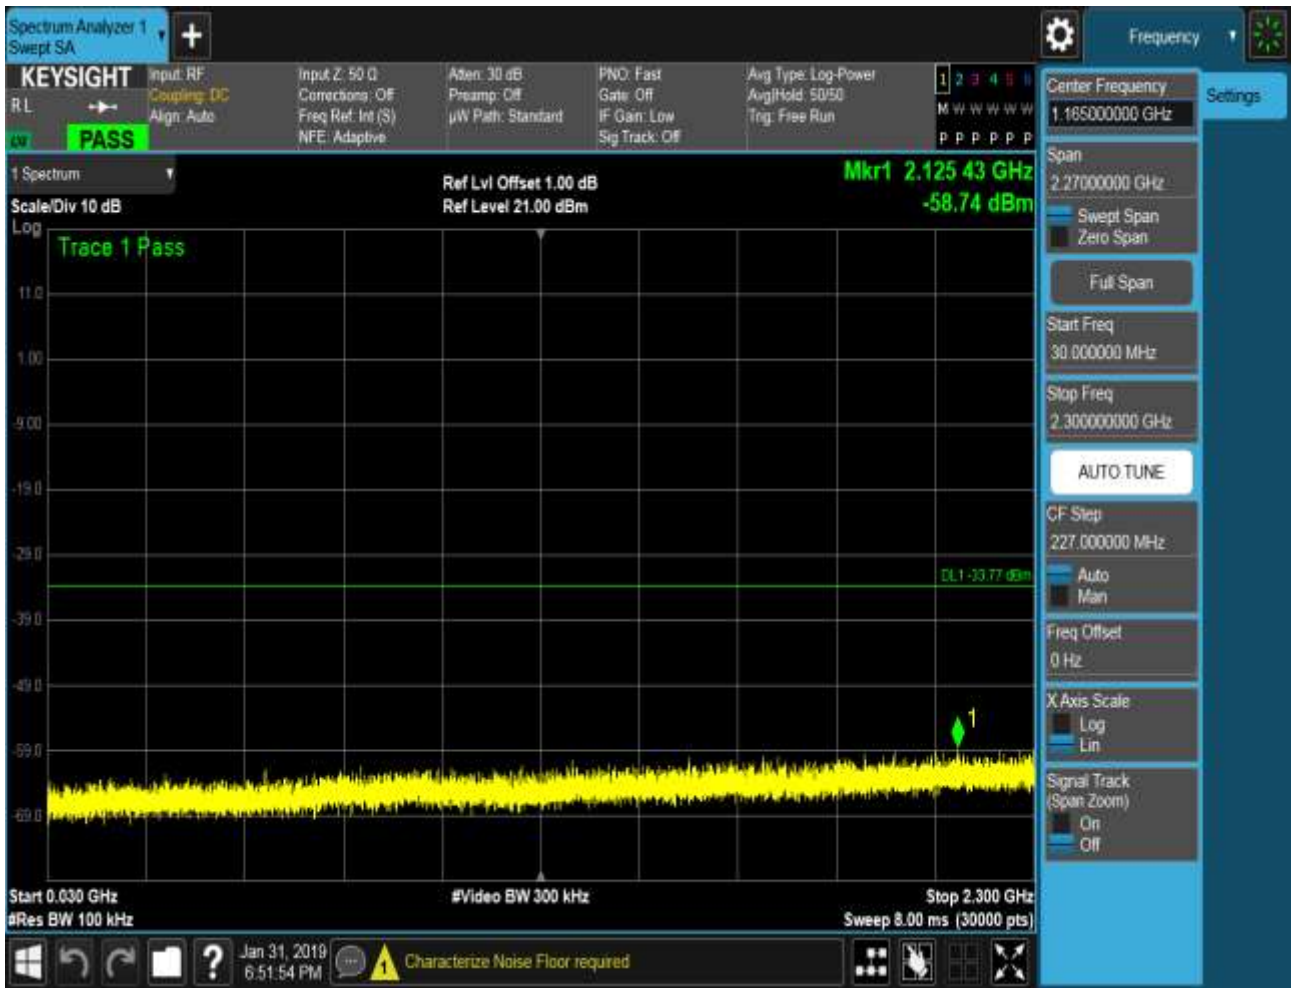 Spectrum Analyzer 1
Swept SA
Frequency
KEYSIGHT
RL
PASS
Input: RF
Coupling: DC
Align: Auto
Input Z: 50 Ω
Corrections: Off
Freq Ref: Int (S)
NFE: Adaptive
Atten: 30 dB
Preamp: Off
µW Path: Standard
PNO: Fast
Gate: Off
IF Gain: Low
Sig Track: Off
Avg Type: Log-Power
Avg|Hold: 50/50
Trig: Free Run
1 2 3 4 5 6
M W W W W W
P P P P P P
1 Spectrum
Scale/Div 10 dB
Log
Ref Lvl Offset 1.00 dB
Ref Level 21.00 dBm
Mkr1 2.125 43 GHz
-58.74 dBm
Trace 1 Pass
11.0
1.00
-9.00
-19.0
-29.0
DL1 -33.77 dBm
-39.0
-49.0
1
-59.0
-69.0
Start 0.030 GHz
#Res BW 100 kHz
#Video BW 300 kHz
Stop 2.300 GHz
Sweep 8.00 ms (30000 pts)
Jan 31, 2019
6:51:54 PM
?
1
Characterize Noise Floor required
Center Frequency
1.165000000 GHz
Settings
Span
2.27000000 GHz
Swept Span
Zero Span
Full Span
Start Freq
30.000000 MHz
Stop Freq
2.300000000 GHz
AUTO TUNE
CF Step
227.000000 MHz
Auto
Man
Freq Offset
0 Hz
X Axis Scale
Log
Lin
Signal Track
(Span Zoom)
On
Off